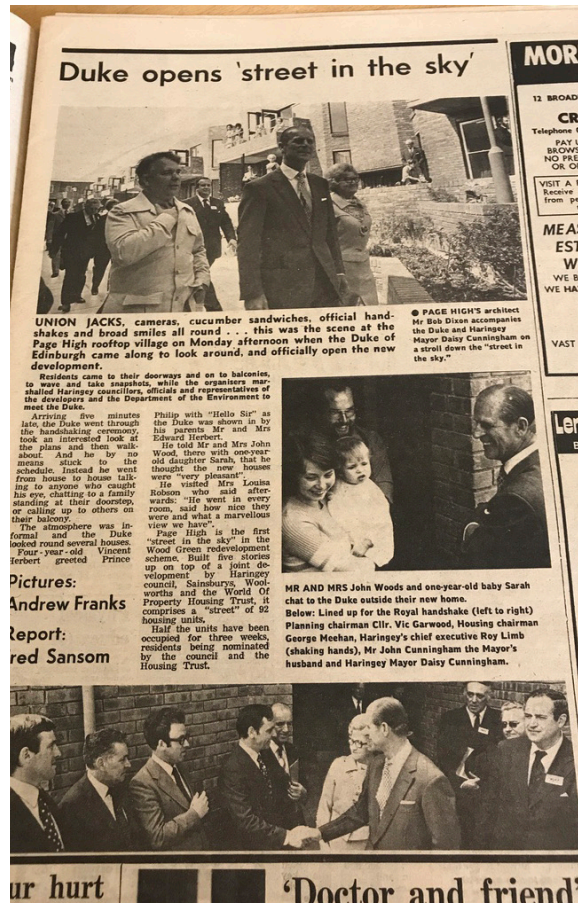 Duke opens 'street in the sky'
UNION JACKS, cameras, cucumber sandwiches, official hand-
shakes and broad smiles all round . . . this was the scene at the
Page High rooftop village on Monday afternoon when the Duke of
Edinburgh came along to look around, and officially open the new
development.
● PAGE HIGH'S architect
Mr Bob Dixon accompanies
the Duke and Haringey
Mayor Daisy Cunningham on
a stroll down the "street in
the sky."
Residents came to their doorways and on to balconies,
to wave and take snapshots, while the organisers mar-
shalled Haringey councillors, officials and representatives of
the developers and the Department of the Environment to
meet the Duke.
Arriving five minutes
late, the Duke went through
the handshaking ceremony,
took an interested look at
the plans and then walk-
about. And he by no
means stuck to the
schedule. Instead he went
from house to house talk-
ing to anyone who caught
his eye, chatting to a family
standing at their doorstep,
or calling up to others on
their balcony.
The atmosphere was in-
formal and the Duke
looked round several houses.
Four-year-old Vincent
Herbert greeted Prince
Philip with "Hello Sir" as
the Duke was shown in by
his parents Mr and Mrs
Edward Herbert.
He told Mr and Mrs John
Wood, there with one-year-
old daughter Sarah, that he
thought the new houses
were "very pleasant".
He visited Mrs Louisa
Robson who said after-
wards: "He went in every
room, said how nice they
were and what a marvellous
view we have".
Page High is the first
"street in the sky" in the
Wood Green redevelopment
scheme. Built five stories
up on top of a joint de-
velopment by Haringey
council, Sainsburys, Wool-
worths and the World Of
Property Housing Trust, it
comprises a "street" of 92
housing units,
Half the units have been
occupied for three weeks,
residents being nominated
by the council and the
Housing Trust.
Pictures:
Andrew Franks
Report:
red Sansom
MR AND MRS John Woods and one-year-old baby Sarah
chat to the Duke outside their new home.
Below: Lined up for the Royal handshake (left to right)
Planning chairman Cllr. Vic Garwood, Housing chairman
George Meehan, Haringey's chief executive Roy Limb
(shaking hands), Mr John Cunningham the Mayor's
husband and Haringey Mayor Daisy Cunningham.
ur hurt
'Doctor and friend
MOR
12 BROAD
CR
Telephone
PAY
BROWS
NO PRE
OR O
VISIT A
Receive
from pe
MEA
EST
W
WE B
WE HA
VAST
Ler